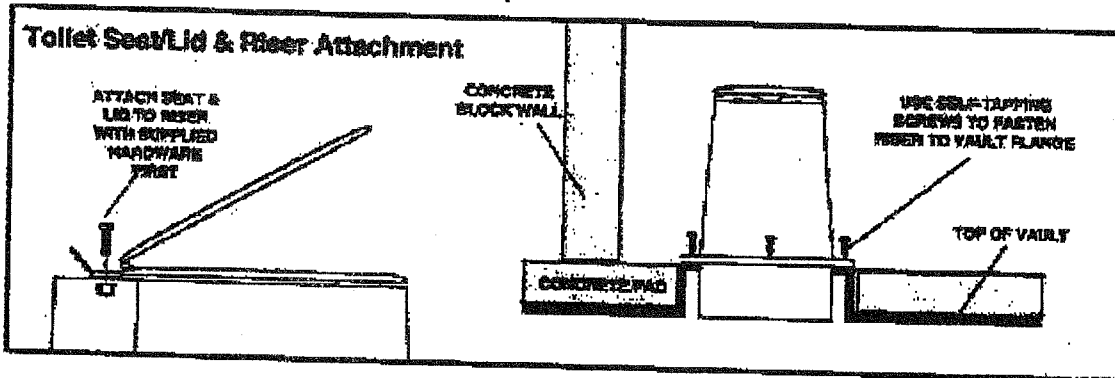 Toilet Seat/Lid & Riser Attachment
ATTACH SEAT &
LID TO RISER
WITH SUPPLIED
HARDWARE
FIRST
CONCRETE
BLOCK WALL
USE SELF-TAPPING
SCREWS TO FASTEN
RISER TO VAULT FLANGE
TOP OF VAULT
CONCRETE PAD